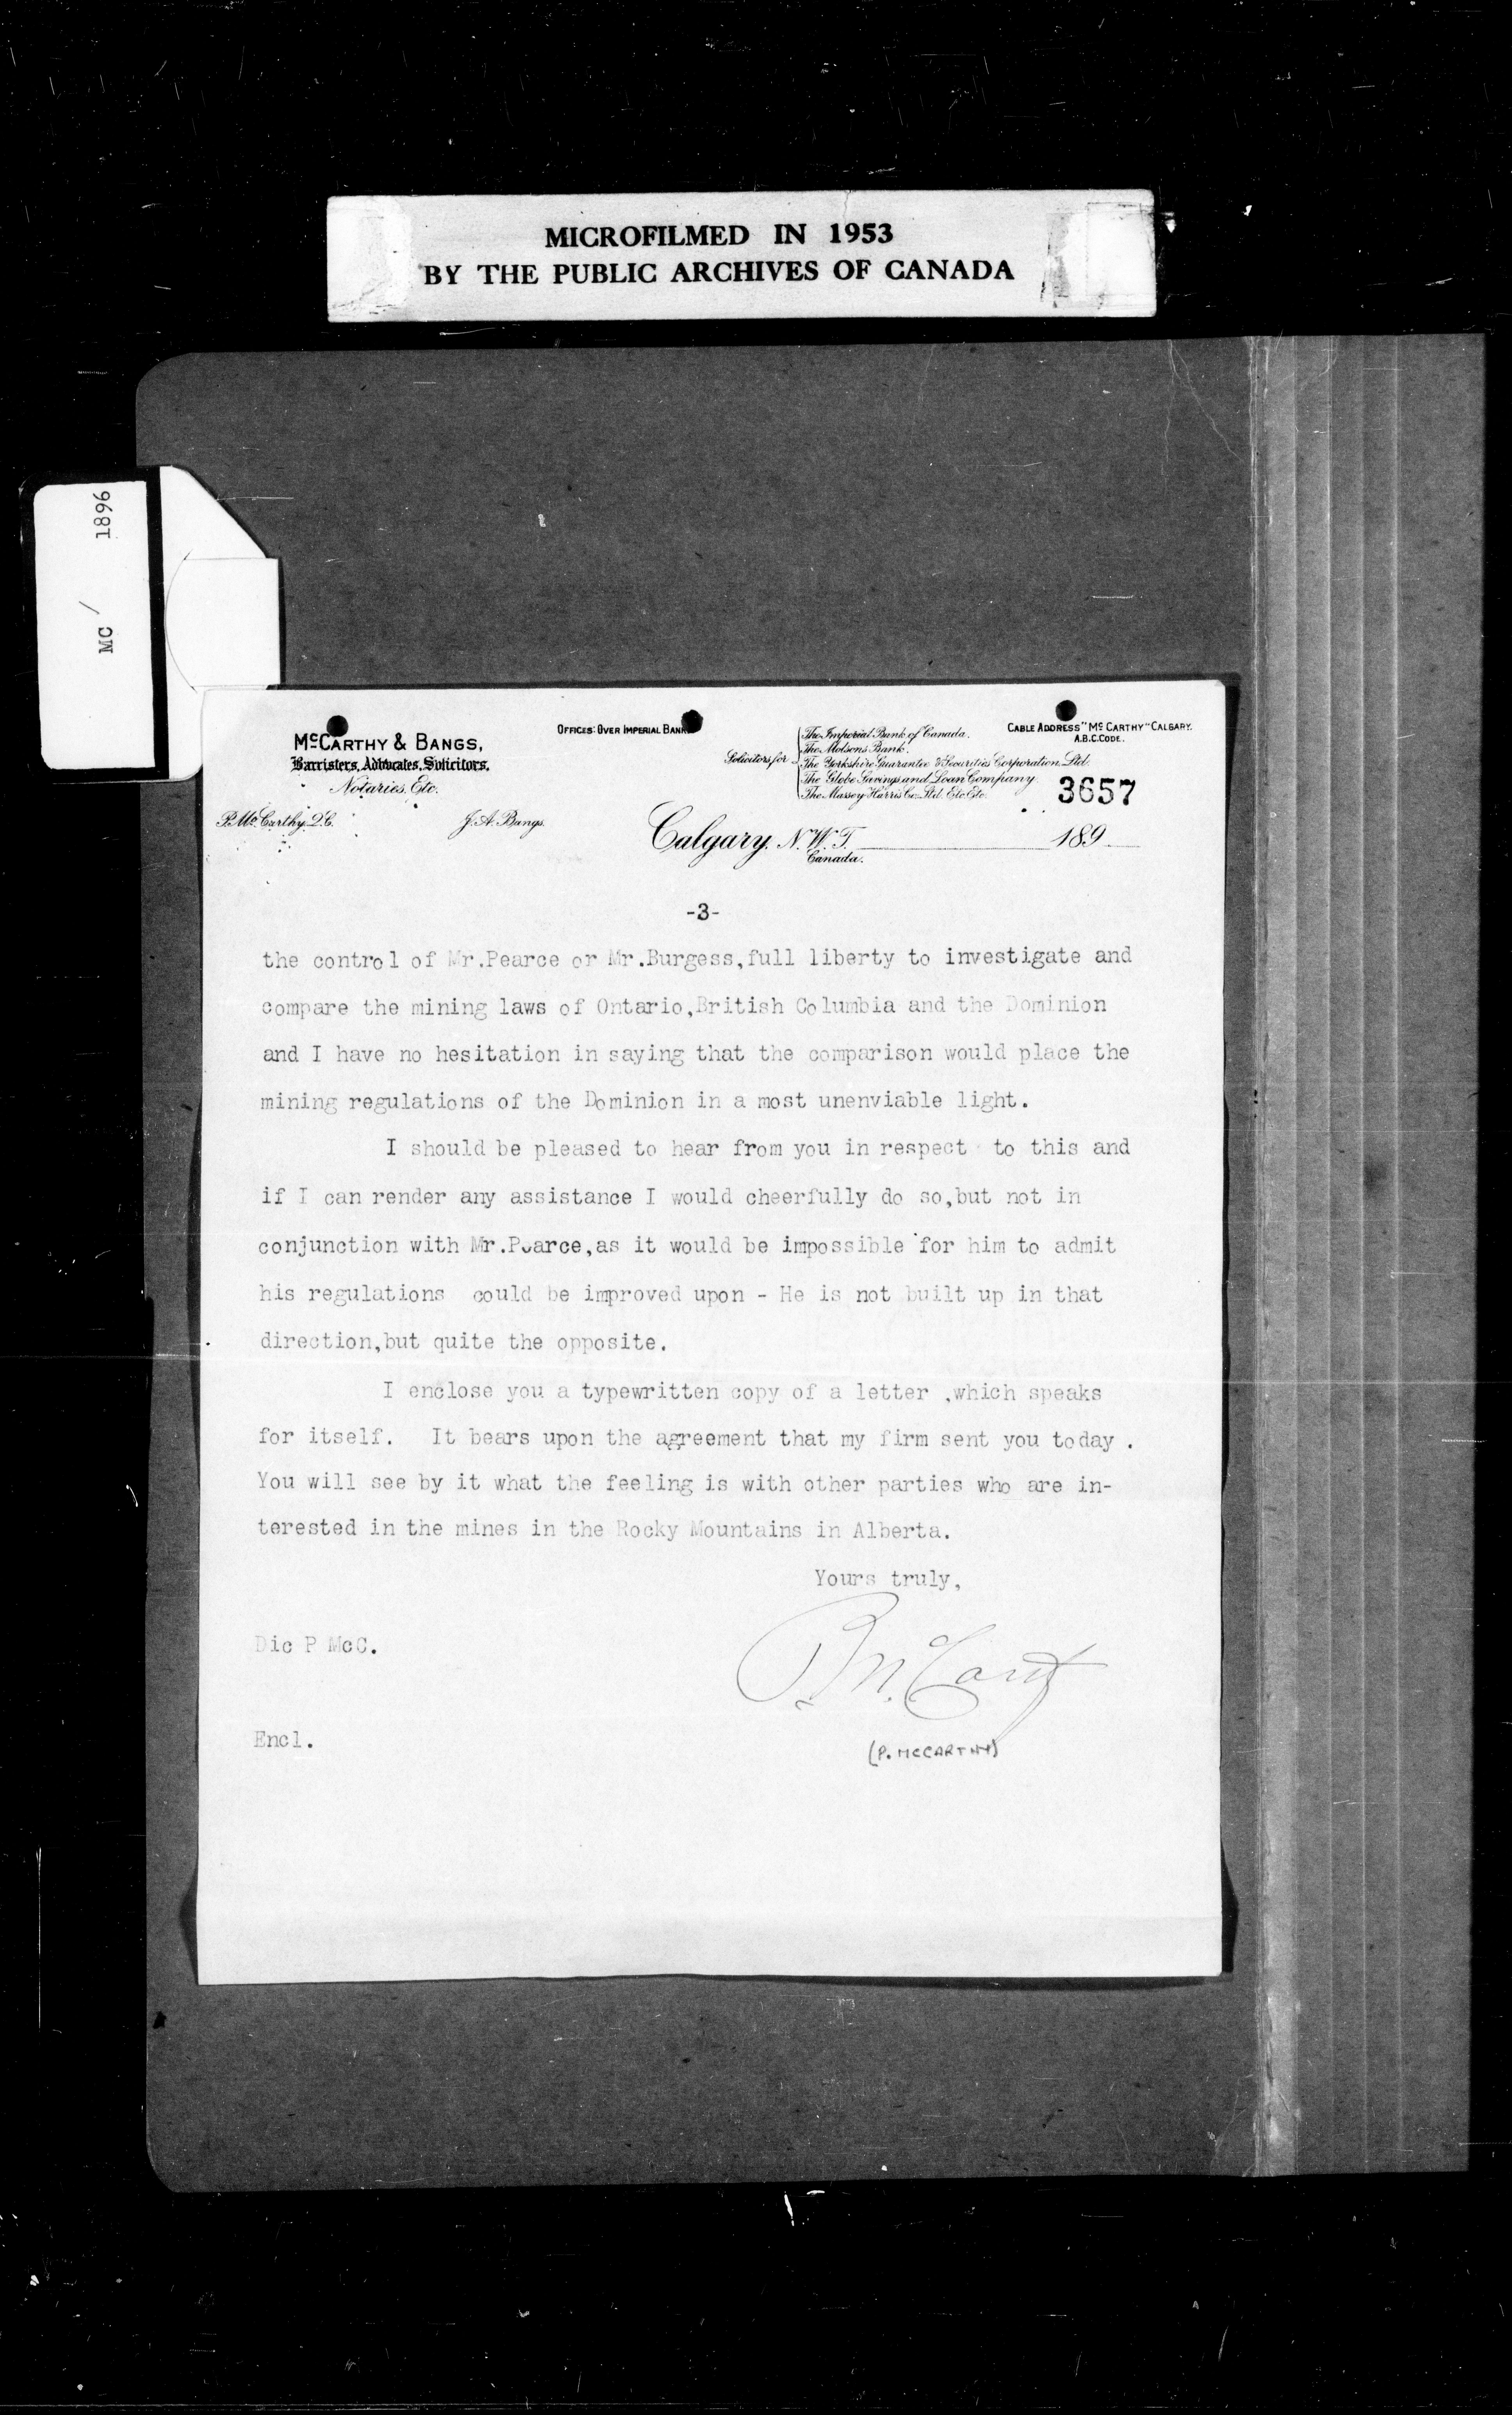 MICROFILMED IN 1953
BY THE PUBLIC ARCHIVES OF CANADA
MC / 1896
McCARTHY & BANGS,
Barristers, Advocates, Solicitors,
Notaries, Etc.
P. McCarthy, Q.C. J. A. Bangs.
OFFICES: OVER IMPERIAL BANK
Solicitors for
The Imperial Bank of Canada.
The Molsons Bank.
The Yorkshire Guarantee & Securities Corporation Ltd.
The Globe Savings and Loan Company.
The Massey-Harris Co. Ltd. Etc. Etc.
CABLE ADDRESS "McCARTHY" CALGARY.
A.B.C. CODE.
3657
Calgary, N.W.T. 189
Canada.
-3-
the control of Mr.Pearce or Mr.Burgess,full liberty to investigate and
compare the mining laws of Ontario,British Columbia and the Dominion
and I have no hesitation in saying that the comparison would place the
mining regulations of the Dominion in a most unenviable light.
I should be pleased to hear from you in respect to this and
if I can render any assistance I would cheerfully do so,but not in
conjunction with Mr.Pearce,as it would be impossible for him to admit
his regulations could be improved upon - He is not built up in that
direction,but quite the opposite.
I enclose you a typewritten copy of a letter ,which speaks
for itself. It bears upon the agreement that my firm sent you today .
You will see by it what the feeling is with other parties who are in-
terested in the mines in the Rocky Mountains in Alberta.
Yours truly,
Dic P McC.
P. McCarthy
Encl.
(P. MCCARTHY)